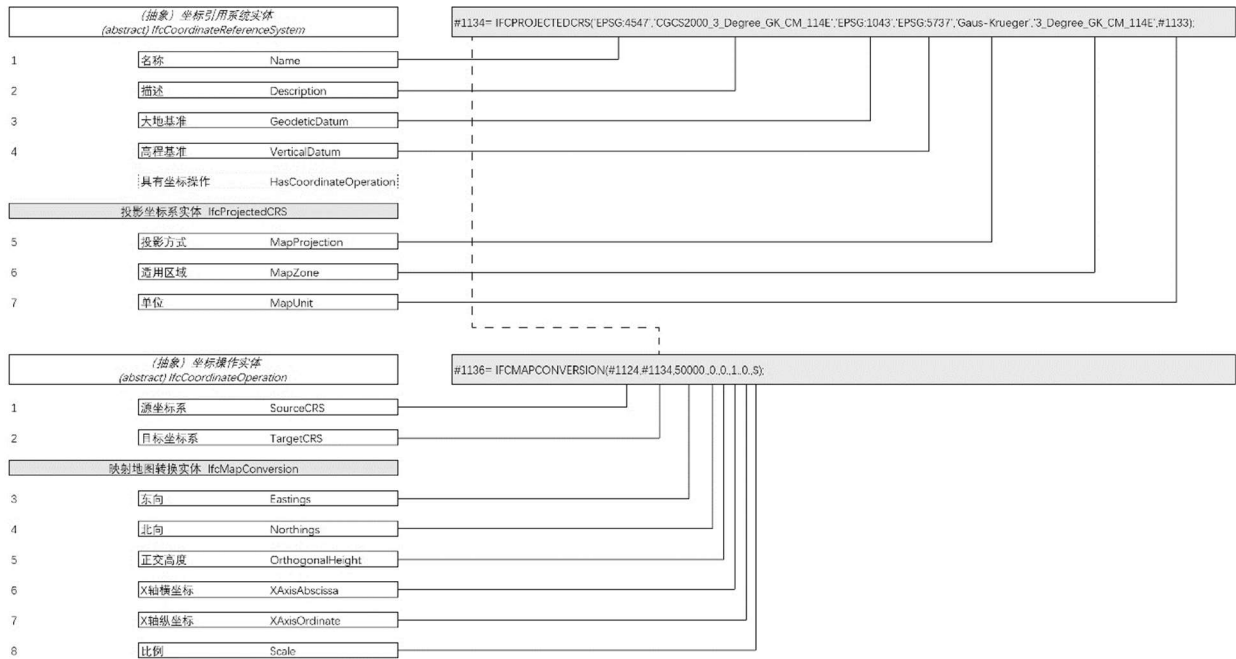 （抽象）坐标引用系统实体
(abstract) IfcCoordinateReferenceSystem
#1134= IFCPROJECTEDCRS('EPSG:4547','CGCS2000_3_Degree_GK_CM_114E','EPSG:1043','EPSG:5737','Gaus-Krueger','3_Degree_GK_CM_114E',#1133);
1 名称 Name
2 描述 Description
3 大地基准 GeodeticDatum
4 高程基准 VerticalDatum
具有坐标操作 HasCoordinateOperation
投影坐标系实体 IfcProjectedCRS
5 投影方式 MapProjection
6 适用区域 MapZone
7 单位 MapUnit
（抽象）坐标操作实体
(abstract) IfcCoordinateOperation
#1136= IFCMAPCONVERSION(#1124,#1134,50000.,0.,0.,1.,0.,S);
1 源坐标系 SourceCRS
2 目标坐标系 TargetCRS
映射地图转换实体 IfcMapConversion
3 东向 Eastings
4 北向 Northings
5 正交高度 OrthogonalHeight
6 X轴横坐标 XAxisAbscissa
7 X轴纵坐标 XAxisOrdinate
8 比例 Scale